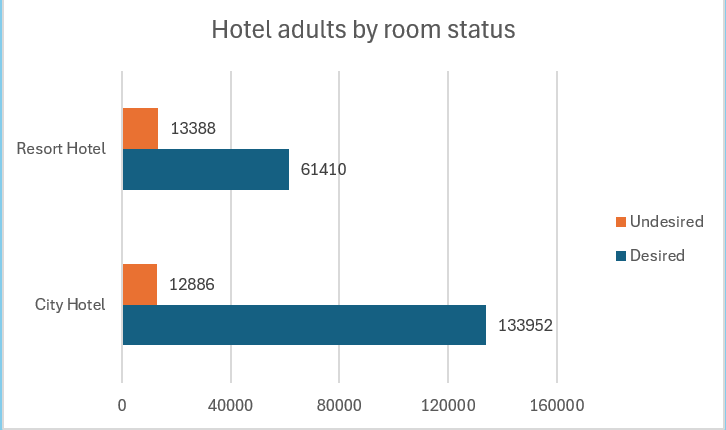 Hotel adults by room status
Resort Hotel
13388
61410
Undesired
Desired
City Hotel
12886
133952
0 40000 80000 120000 160000